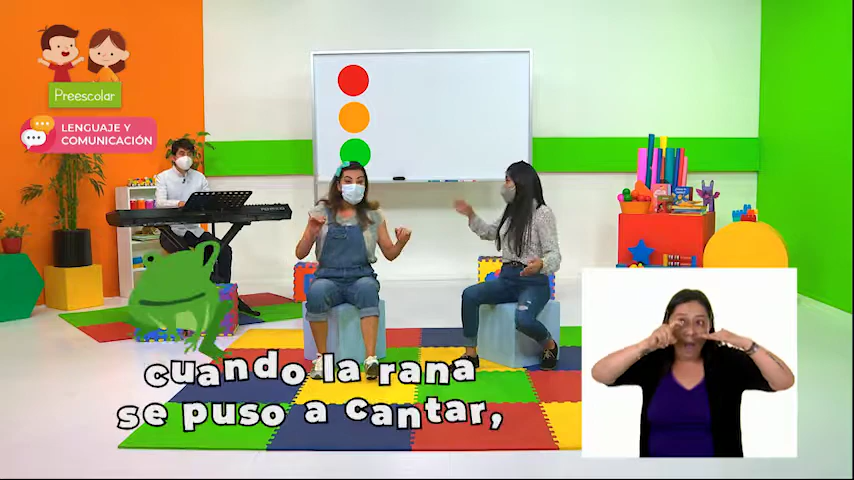 Preescolar
LENGUAJE Y
COMUNICACIÓN
cuando la rana
se puso a cantar,